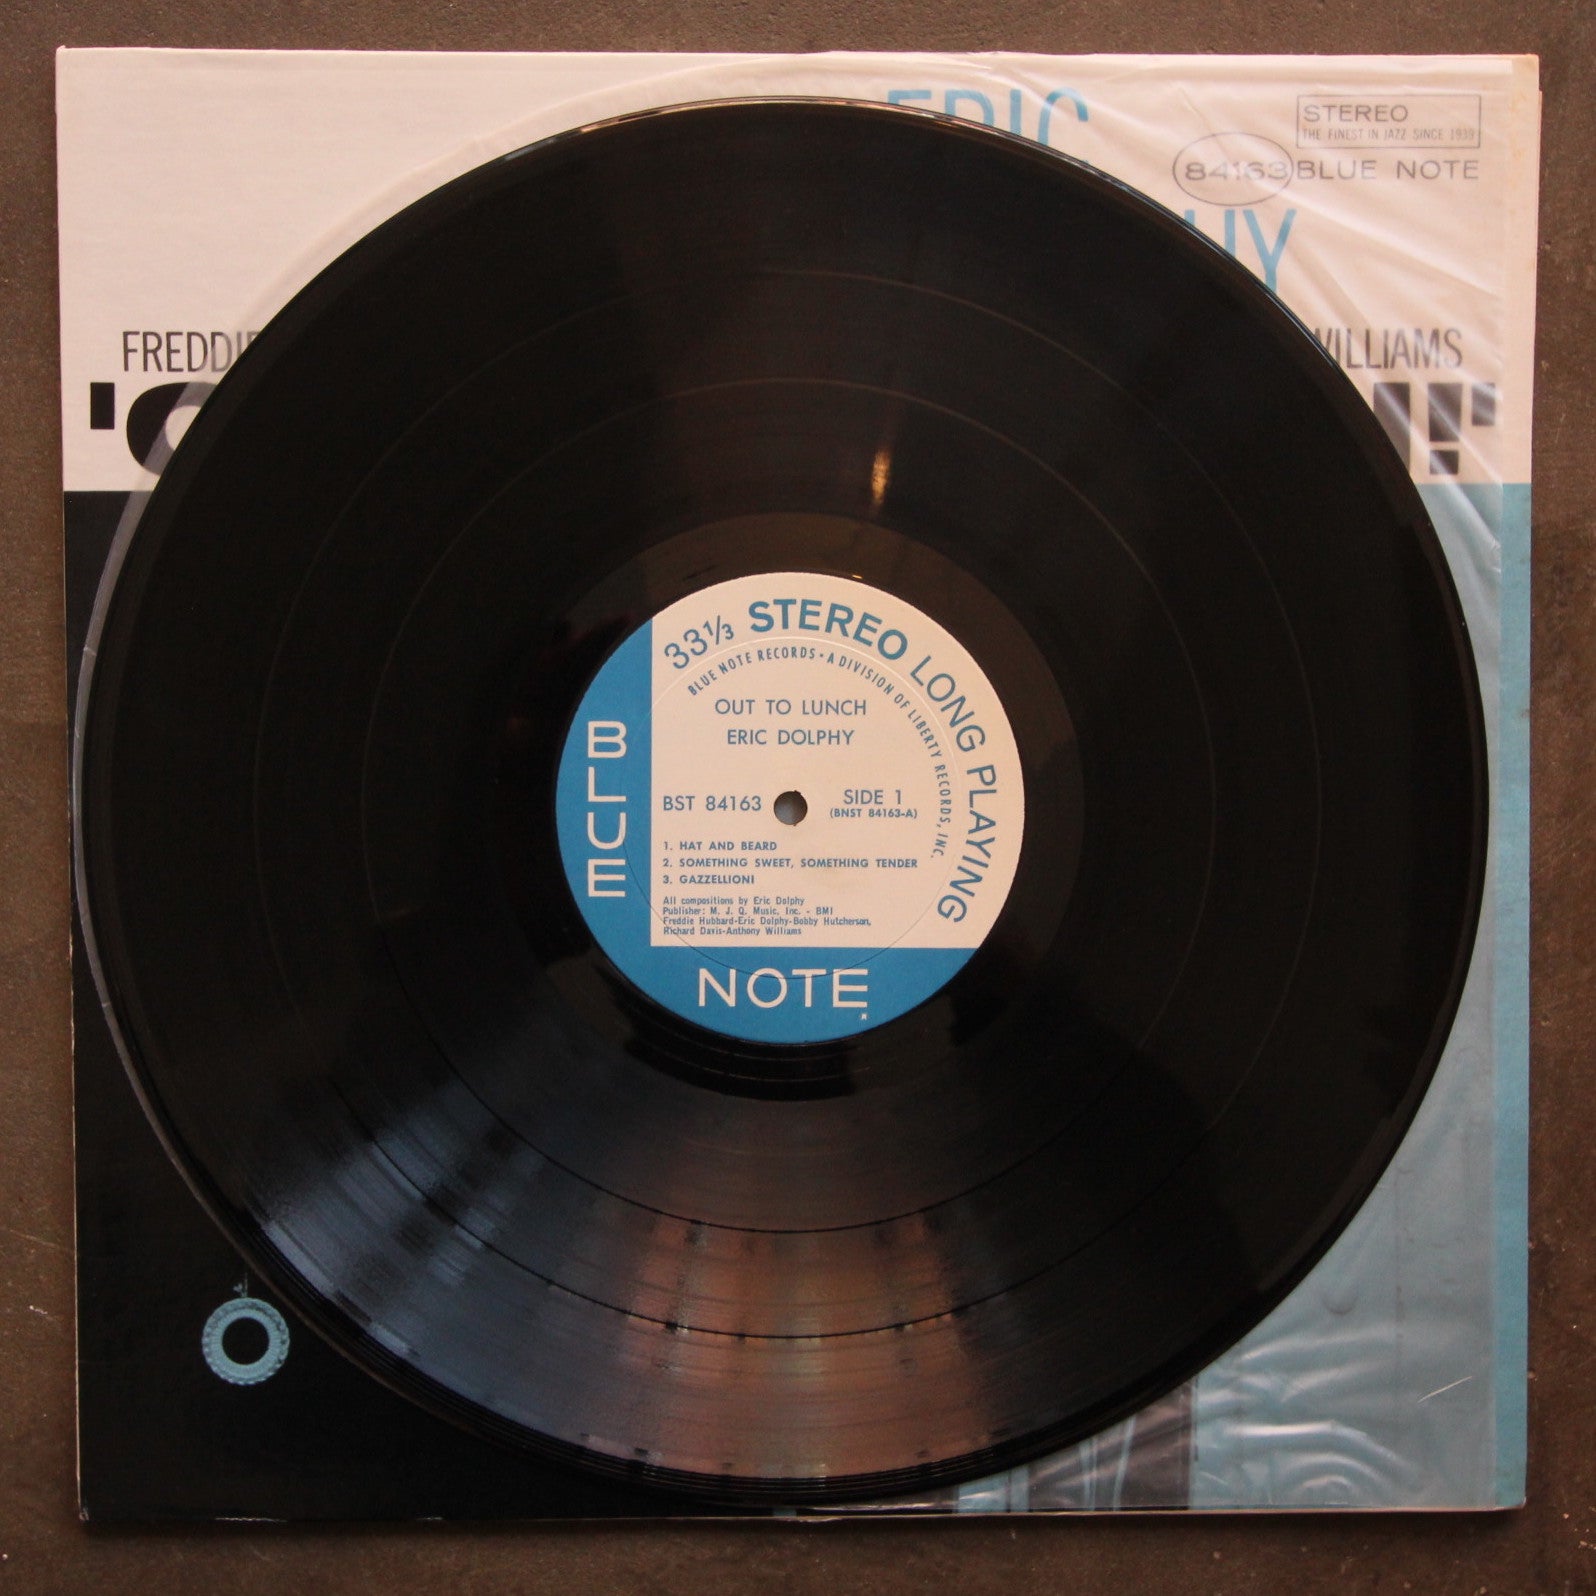 ERIC
STEREO
THE FINEST IN JAZZ SINCE 1939
84163 BLUE NOTE
WILLIAMS
33⅓ STEREO LONG PLAYING
BLUE NOTE RECORDS • A DIVISION OF LIBERTY RECORDS, INC.
OUT TO LUNCH
ERIC DOLPHY
BST 84163
SIDE 1
(BNST 84163-A)
1. HAT AND BEARD
2. SOMETHING SWEET, SOMETHING TENDER
3. GAZZELLIONI
All compositions by Eric Dolphy
Publisher: M. J. Q. Music, Inc. - BMI
Freddie Hubbard-Eric Dolphy-Bobby Hutcherson,
Richard Davis-Anthony Williams
BLUE
NOTE